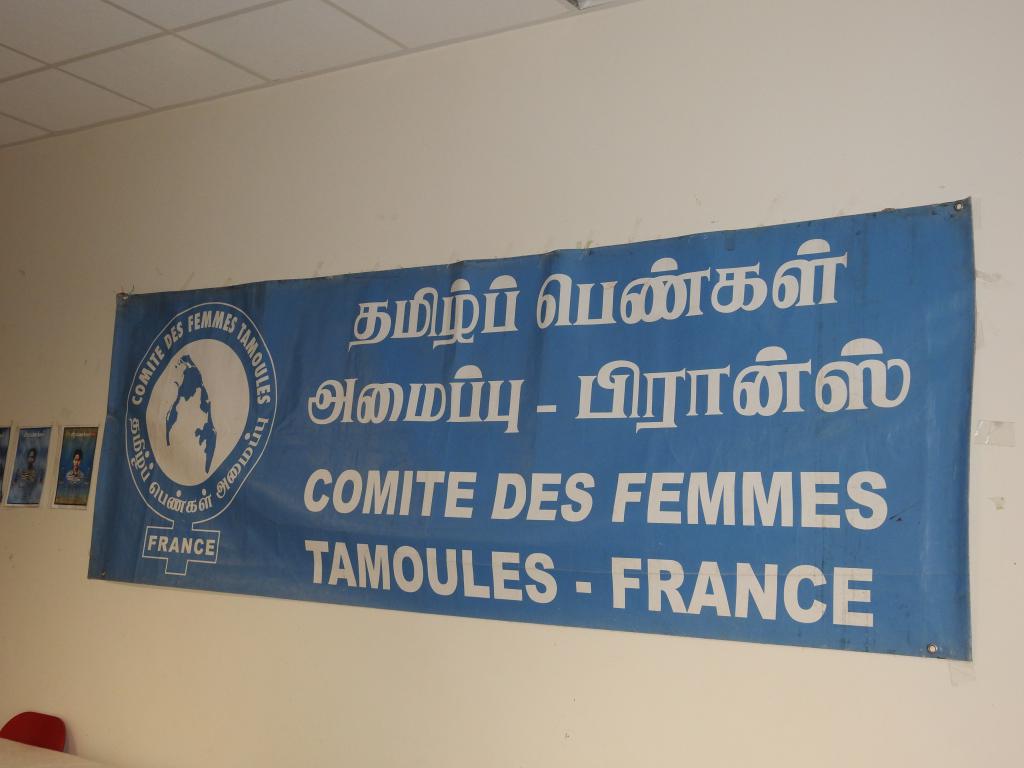 தமிழ்ப் பெண்கள்
அமைப்பு - பிரான்ஸ்
COMITE DES FEMMES
TAMOULES - FRANCE
COMITE DES FEMMES TAMOULES
தமிழ்ப் பெண்கள் அமைப்பு
FRANCE